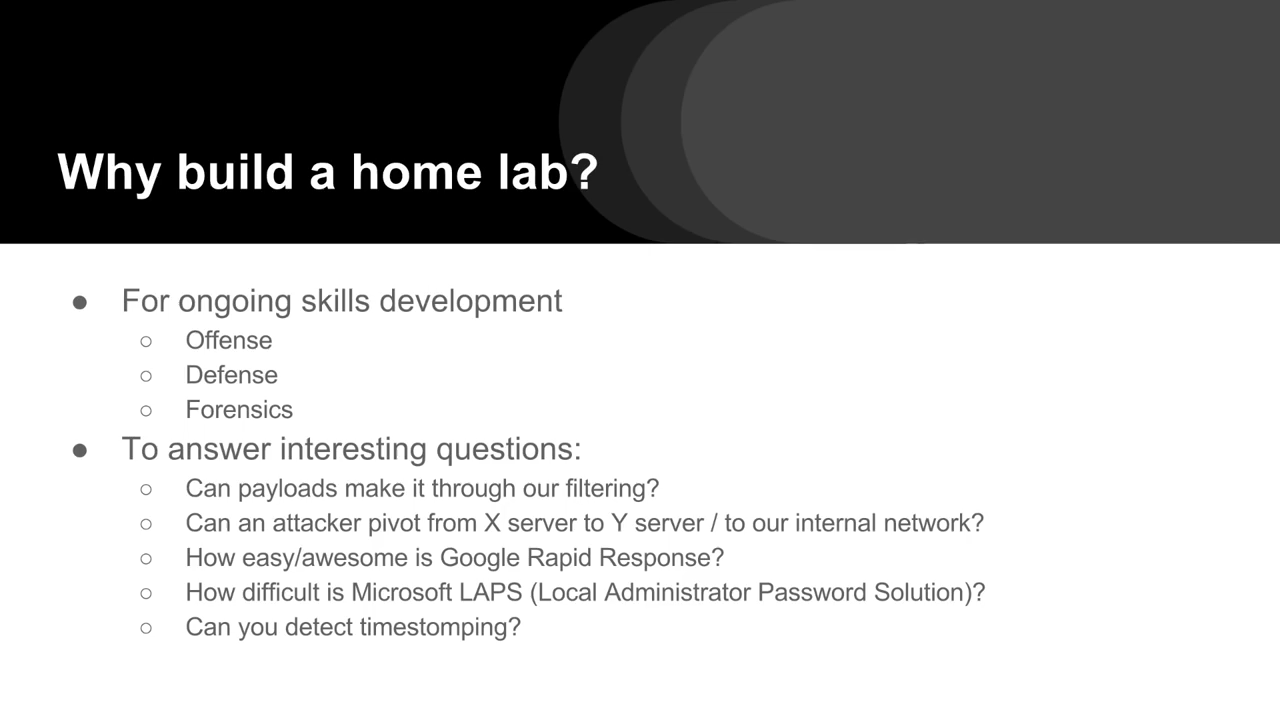 Why build a home lab?
● For ongoing skills development
○ Offense
○ Defense
○ Forensics
● To answer interesting questions:
○ Can payloads make it through our filtering?
○ Can an attacker pivot from X server to Y server / to our internal network?
○ How easy/awesome is Google Rapid Response?
○ How difficult is Microsoft LAPS (Local Administrator Password Solution)?
○ Can you detect timestomping?